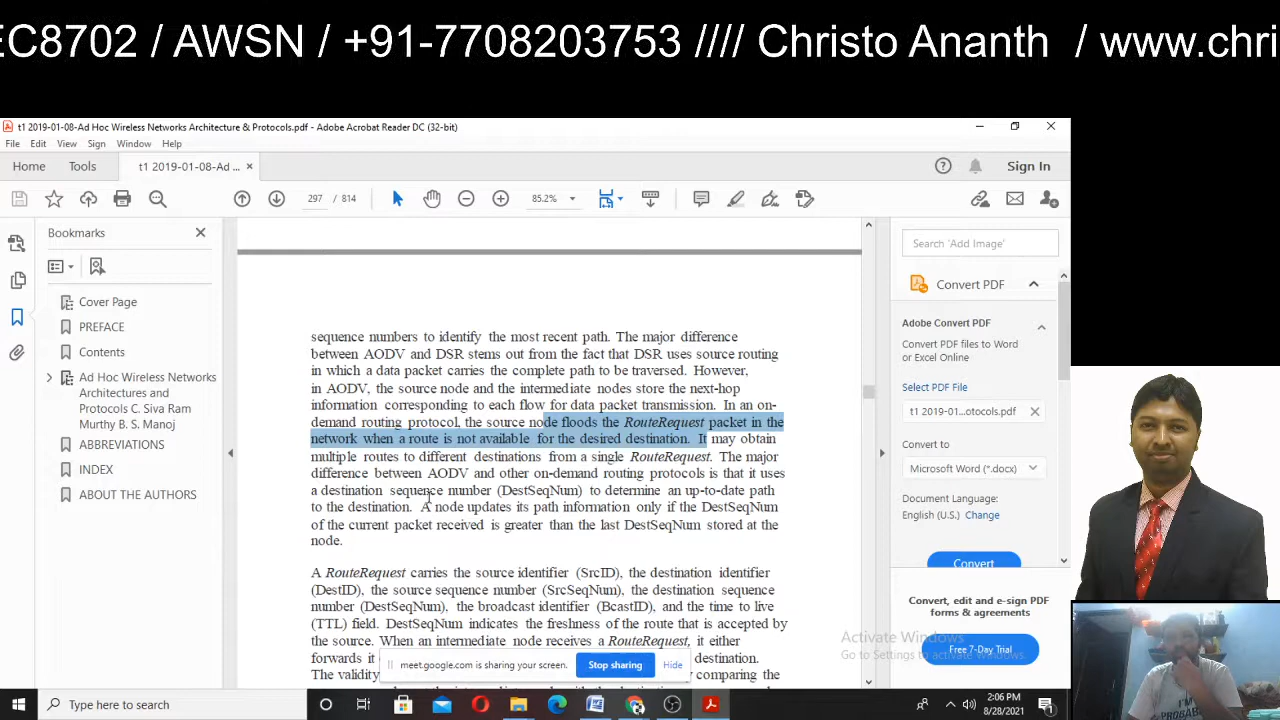 EC8702 / AWSN / +91-7708203753 //// Christo Ananth / www.chri
t1 2019-01-08-Ad Hoc Wireless Networks Architecture & Protocols.pdf - Adobe Acrobat Reader DC (32-bit)
File Edit View Sign Window Help
Home Tools t1 2019-01-08-Ad ... × Sign In
297 / 814 85.2%
Bookmarks
Cover Page
PREFACE
Contents
Ad Hoc Wireless Networks
Architectures and
Protocols C. Siva Ram
Murthy B. S. Manoj
ABBREVIATIONS
INDEX
ABOUT THE AUTHORS
sequence numbers to identify the most recent path. The major difference
between AODV and DSR stems out from the fact that DSR uses source routing
in which a data packet carries the complete path to be traversed. However,
in AODV, the source node and the intermediate nodes store the next-hop
information corresponding to each flow for data packet transmission. In an on-
demand routing protocol, the source node floods the RouteRequest packet in the
network when a route is not available for the desired destination. It may obtain
multiple routes to different destinations from a single RouteRequest. The major
difference between AODV and other on-demand routing protocols is that it uses
a destination sequence number (DestSeqNum) to determine an up-to-date path
to the destination. A node updates its path information only if the DestSeqNum
of the current packet received is greater than the last DestSeqNum stored at the
node.
A RouteRequest carries the source identifier (SrcID), the destination identifier
(DestID), the source sequence number (SrcSeqNum), the destination sequence
number (DestSeqNum), the broadcast identifier (BcastID), and the time to live
(TTL) field. DestSeqNum indicates the freshness of the route that is accepted by
the source. When an intermediate node receives a RouteRequest, it either
forwards it destination.
The validity comparing the
meet.google.com is sharing your screen. Stop sharing Hide
Search 'Add Image'
Convert PDF
Adobe Convert PDF
Convert PDF files to Word
or Excel Online
Select PDF File
t1 2019-01...otocols.pdf
Convert to
Microsoft Word (*.docx)
Document Language:
English (U.S.) Change
Convert
Convert, edit and e-sign PDF
forms & agreements
Free 7-Day Trial
Activate Windows
Go to Settings to activate Windows.
Type here to search
2:06 PM
8/28/2021